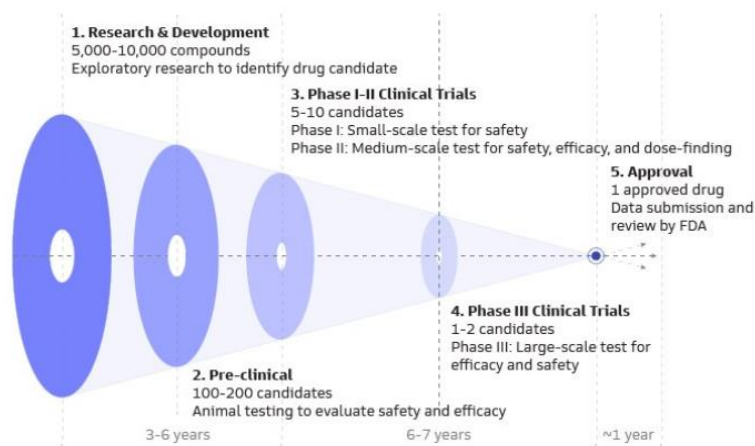 1. Research & Development
5,000-10,000 compounds
Exploratory research to identify drug candidate
3. Phase I-II Clinical Trials
5-10 candidates
Phase I: Small-scale test for safety
Phase II: Medium-scale test for safety, efficacy, and dose-finding
5. Approval
1 approved drug
Data submission and
review by FDA
4. Phase III Clinical Trials
1-2 candidates
Phase III: Large-scale test for
efficacy and safety
2. Pre-clinical
100-200 candidates
Animal testing to evaluate safety and efficacy
3-6 years
6-7 years
~1 year